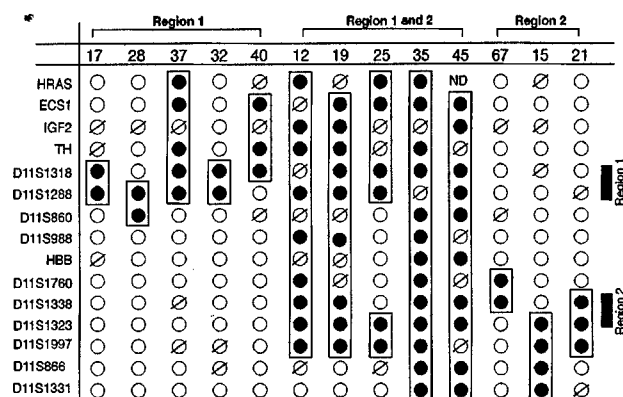 Region 1 Region 1 and 2 Region 2
17 28 37 32 40 12 19 25 35 45 67 15 21
HRAS ND
ECS1
IGF2
TH
D11S1318
D11S1288
D11S860
D11S988
HBB
D11S1760
D11S1338
D11S1323
D11S1997
D11S866
D11S1331
Region 1
Region 2